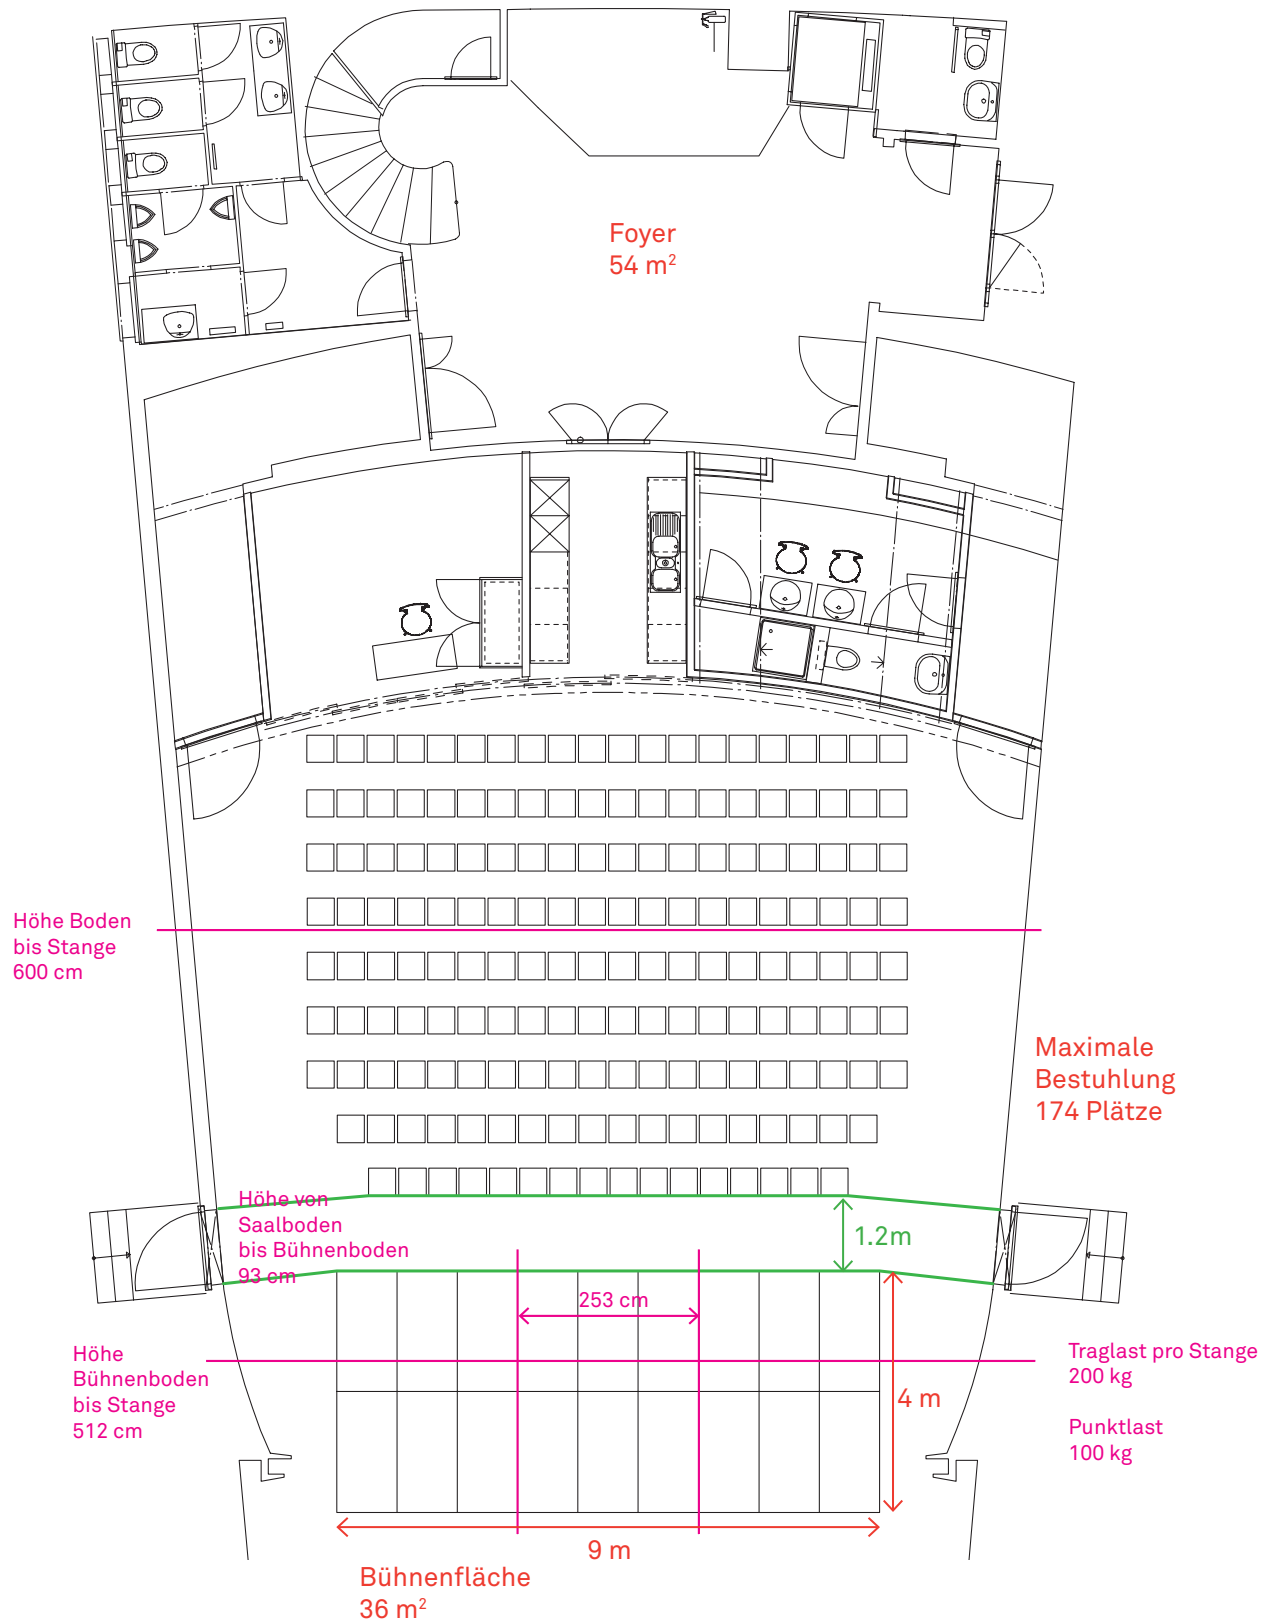 Foyer
54 m²
Höhe Boden
bis Stange
600 cm
Maximale
Bestuhlung
174 Plätze
Höhe von
Saalboden
bis Bühnenboden
93 cm
1.2m
253 cm
Höhe
Bühnenboden
bis Stange
512 cm
Traglast pro Stange
200 kg
Punktlast
100 kg
4 m
9 m
Bühnenfläche
36 m²